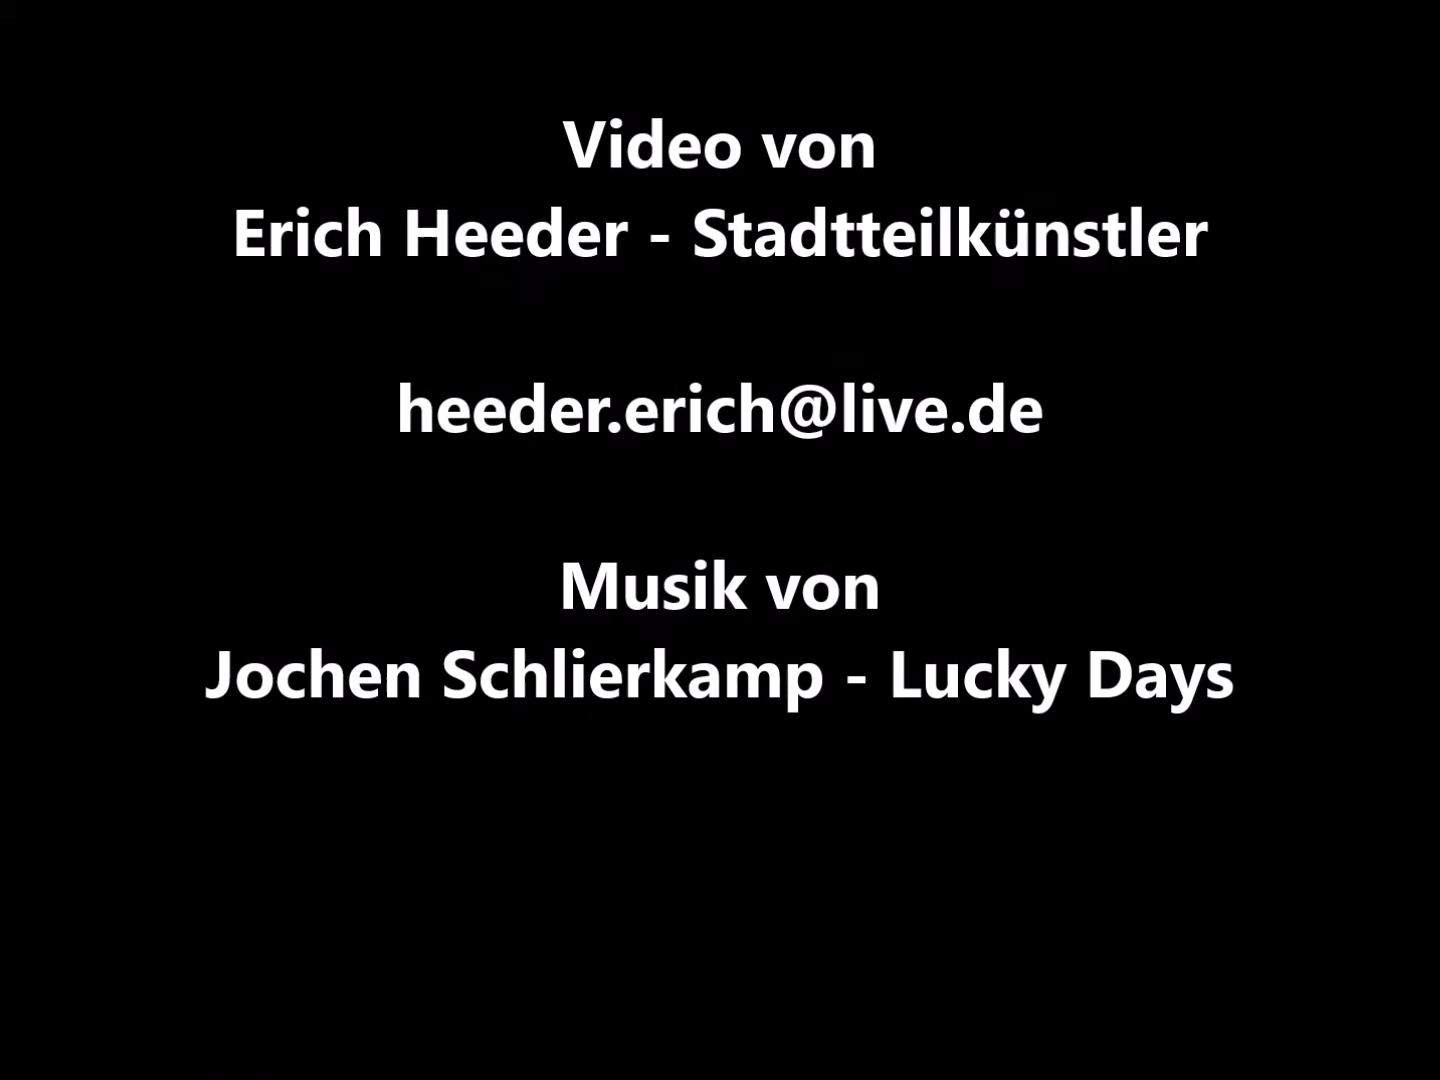 Video von
Erich Heeder - Stadtteilkünstler
heeder.erich@live.de
Musik von
Jochen Schlierkamp - Lucky Days